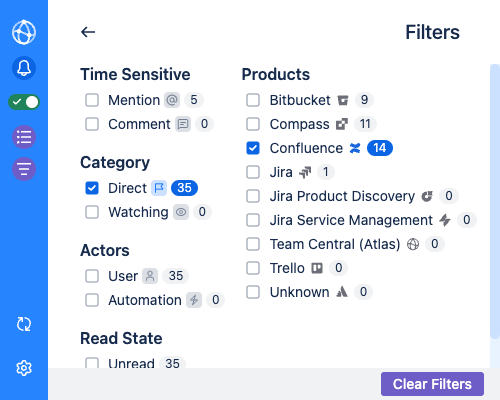 Filters
Time Sensitive
Mention @ 5
Comment 0
Category
Direct 35
Watching 0
Actors
User 35
Automation 0
Read State
Unread 35
Products
Bitbucket 9
Compass 11
Confluence 14
Jira 1
Jira Product Discovery 0
Jira Service Management 0
Team Central (Atlas) 0
Trello 0
Unknown 0
Clear Filters